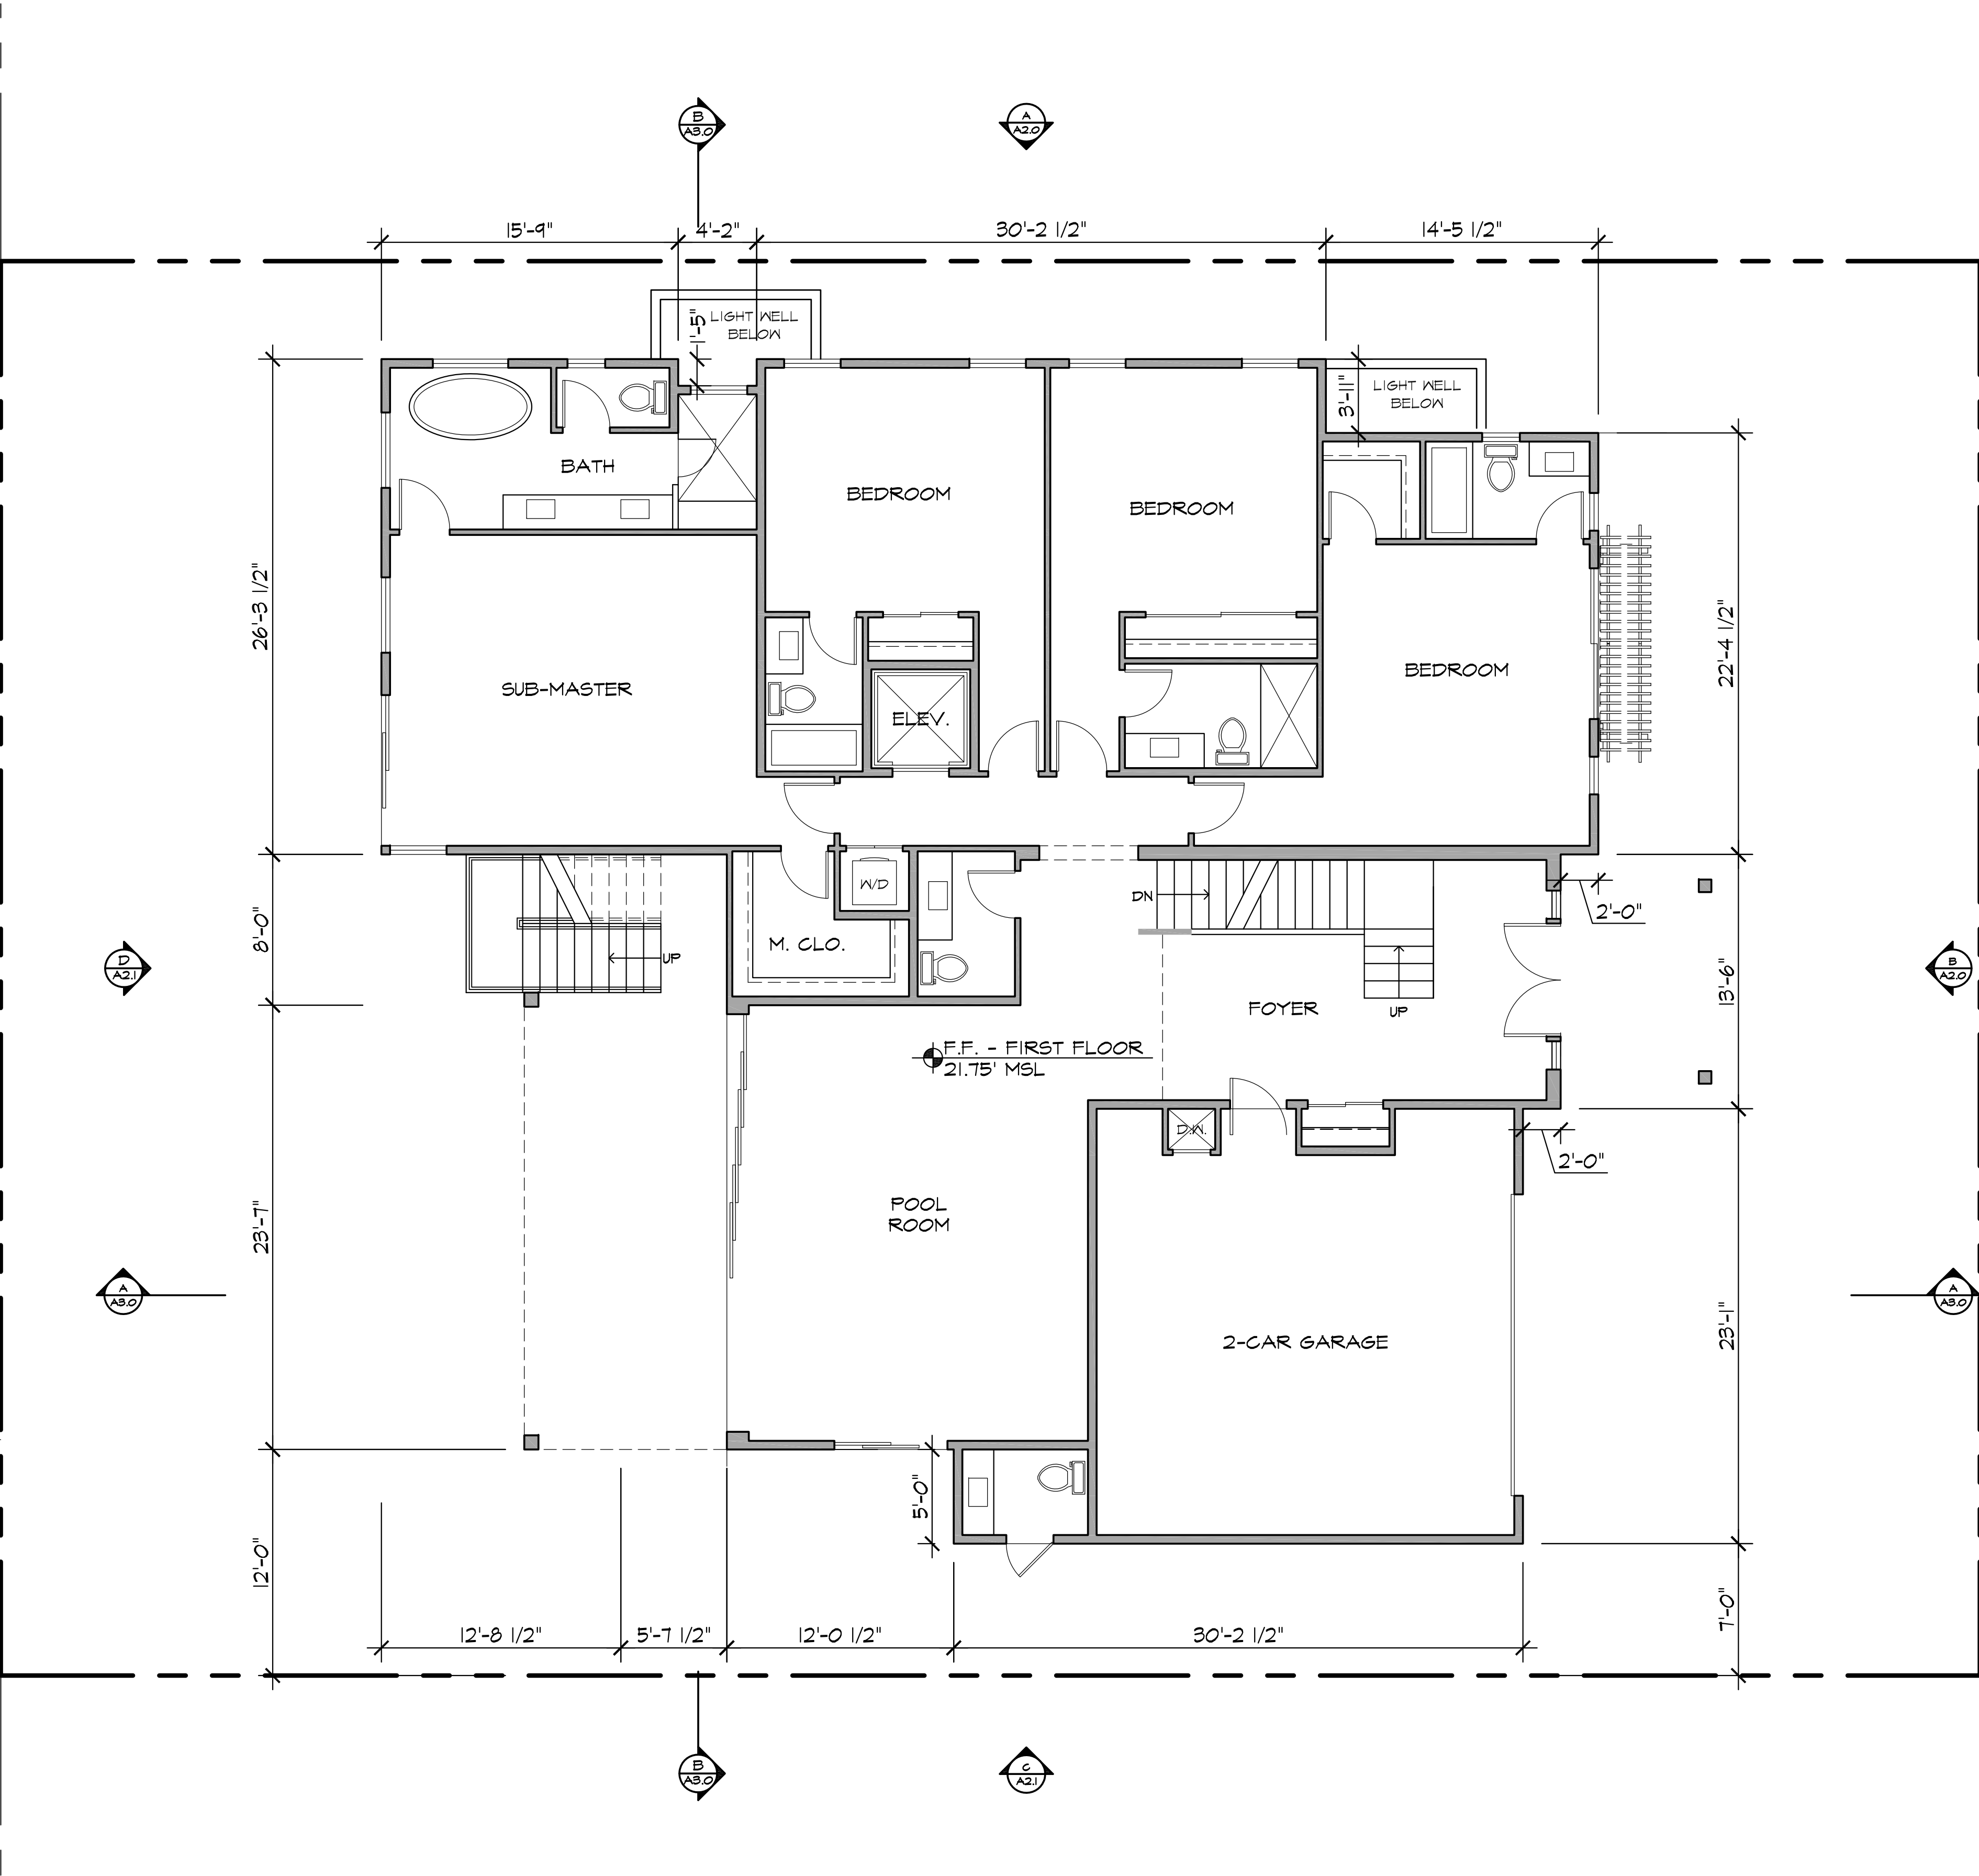 B
A3.0
A
A2.0
15'-9"
4'-2"
30'-2 1/2"
14'-5 1/2"
1'-5"
LIGHT WELL
BELOW
3'-11"
LIGHT WELL
BELOW
BATH
BEDROOM
BEDROOM
26'-3 1/2"
22'-4 1/2"
SUB-MASTER
ELEV.
BEDROOM
W/D
DN
2'-0"
8'-0"
M. CLO.
UP
D
A2.1
B
A2.0
13'-6"
FOYER
UP
F.F. - FIRST FLOOR
21.75' MSL
D.W.
2'-0"
POOL
ROOM
23'-7"
A
A3.0
A
A3.0
2-CAR GARAGE
23'-1"
5'-0"
12'-0"
7'-0"
12'-8 1/2"
5'-7 1/2"
12'-0 1/2"
30'-2 1/2"
B
A3.0
C
A2.1